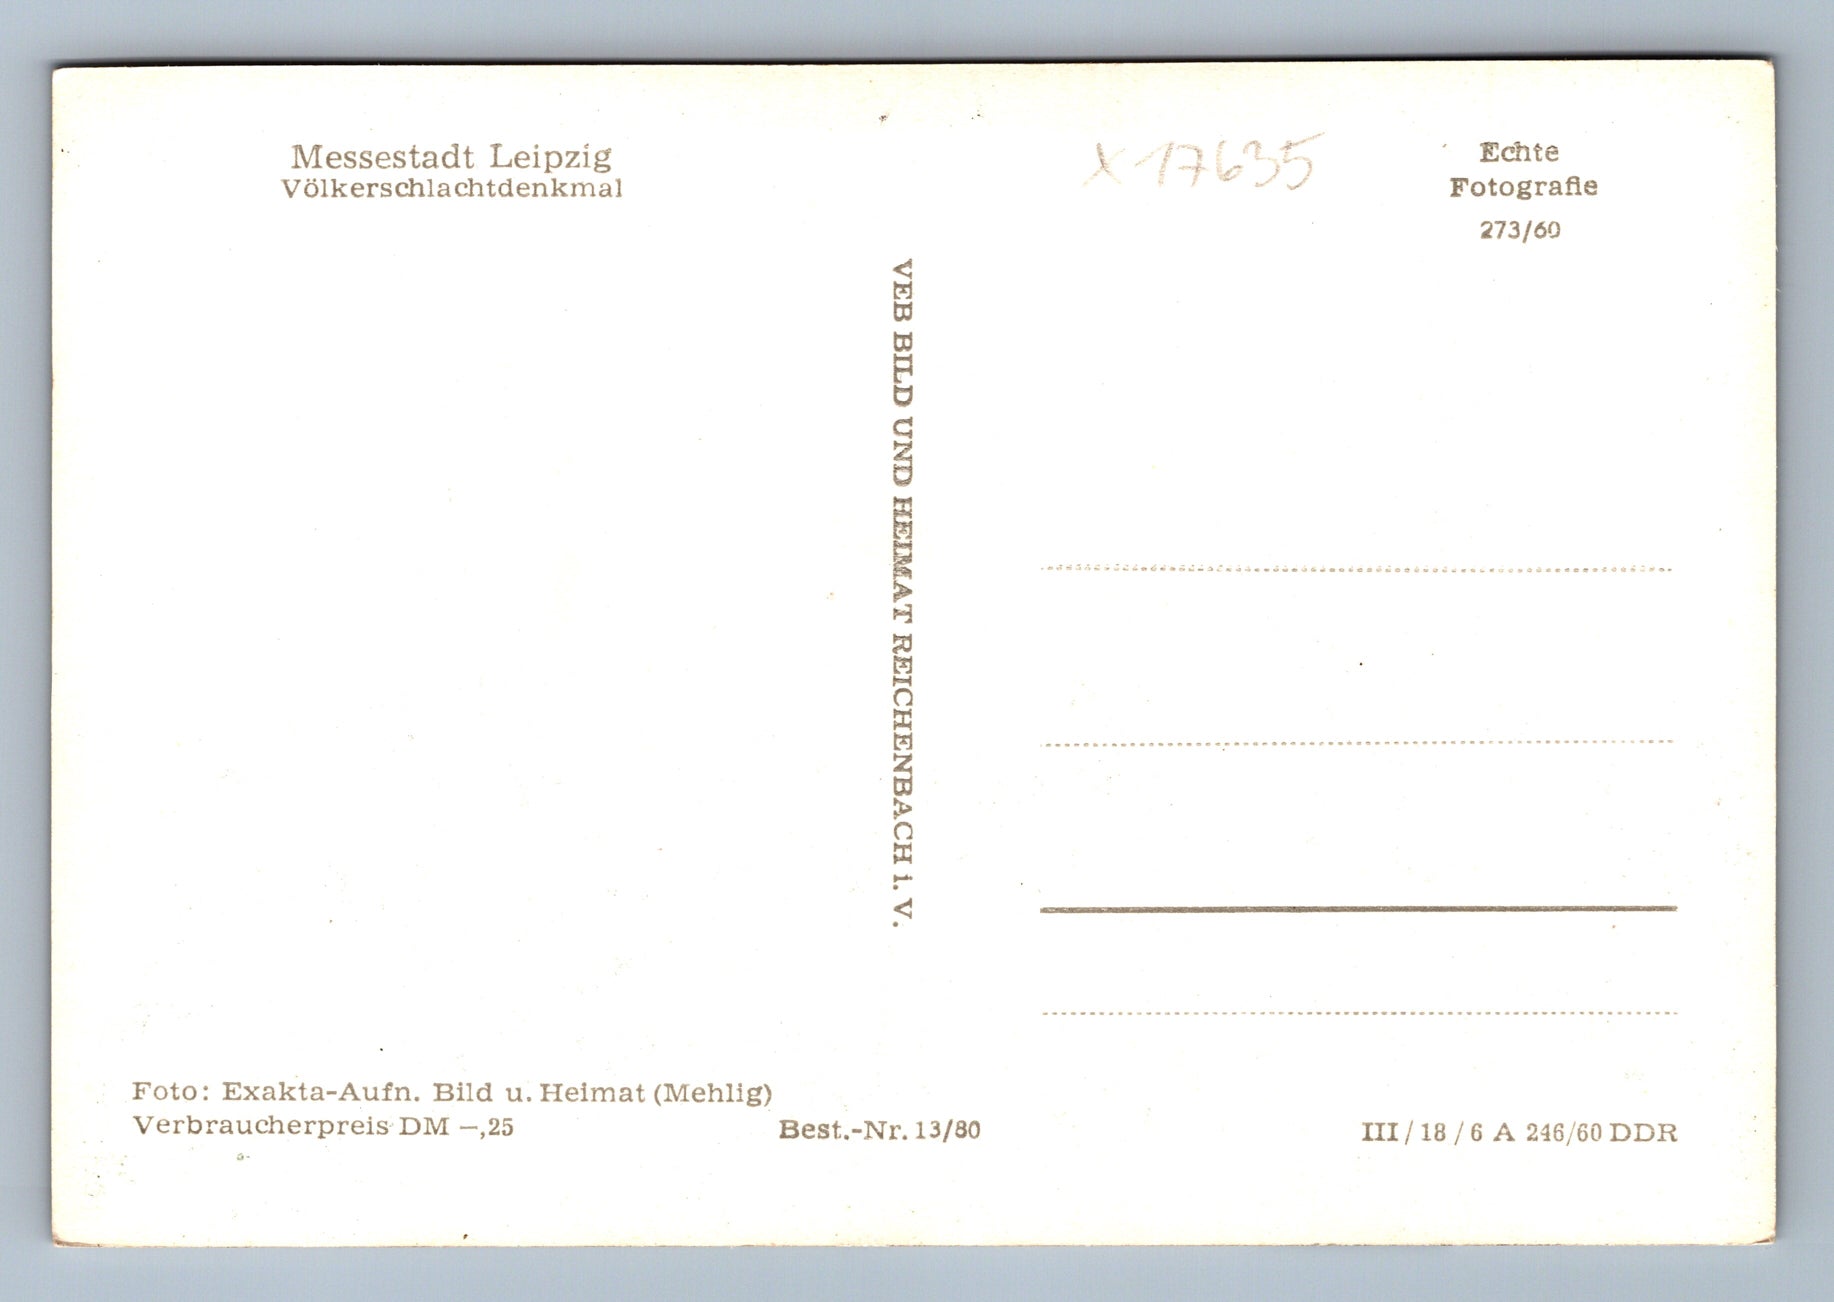 Messestadt Leipzig
Völkerschlachtdenkmal
X 17635
Echte
Fotografie
273/60
VEB BILD UND HEIMAT REICHENBACH i. V.
Foto: Exakta-Aufn. Bild u. Heimat (Mehlig)
Verbraucherpreis DM –,25
Best.-Nr. 13/80
III / 18 / 6 A 246/60 DDR